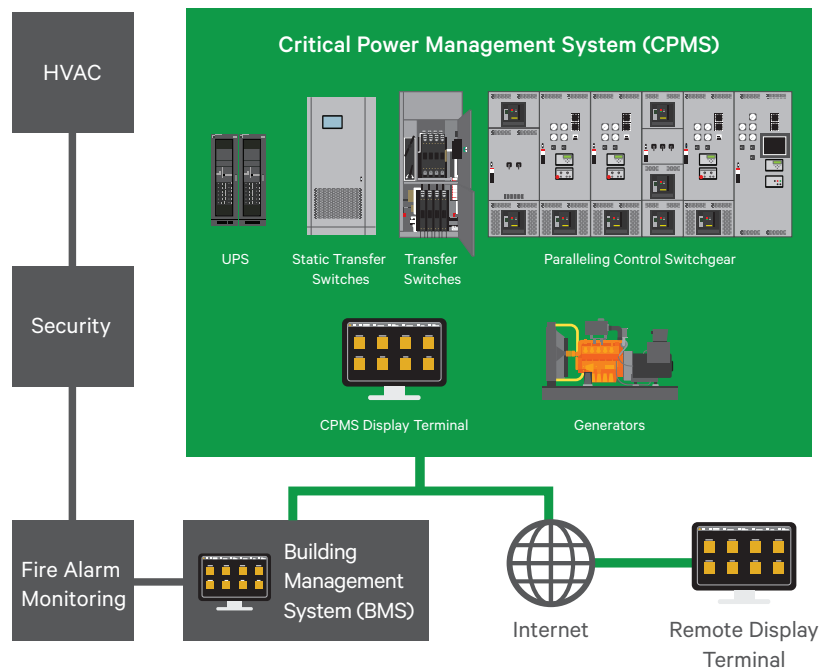 Critical Power Management System (CPMS)
HVAC
UPS
Static Transfer
Switches
Transfer
Switches
Paralleling Control Switchgear
Security
CPMS Display Terminal
Generators
Fire Alarm
Monitoring
Building
Management
System (BMS)
Internet
Remote Display
Terminal